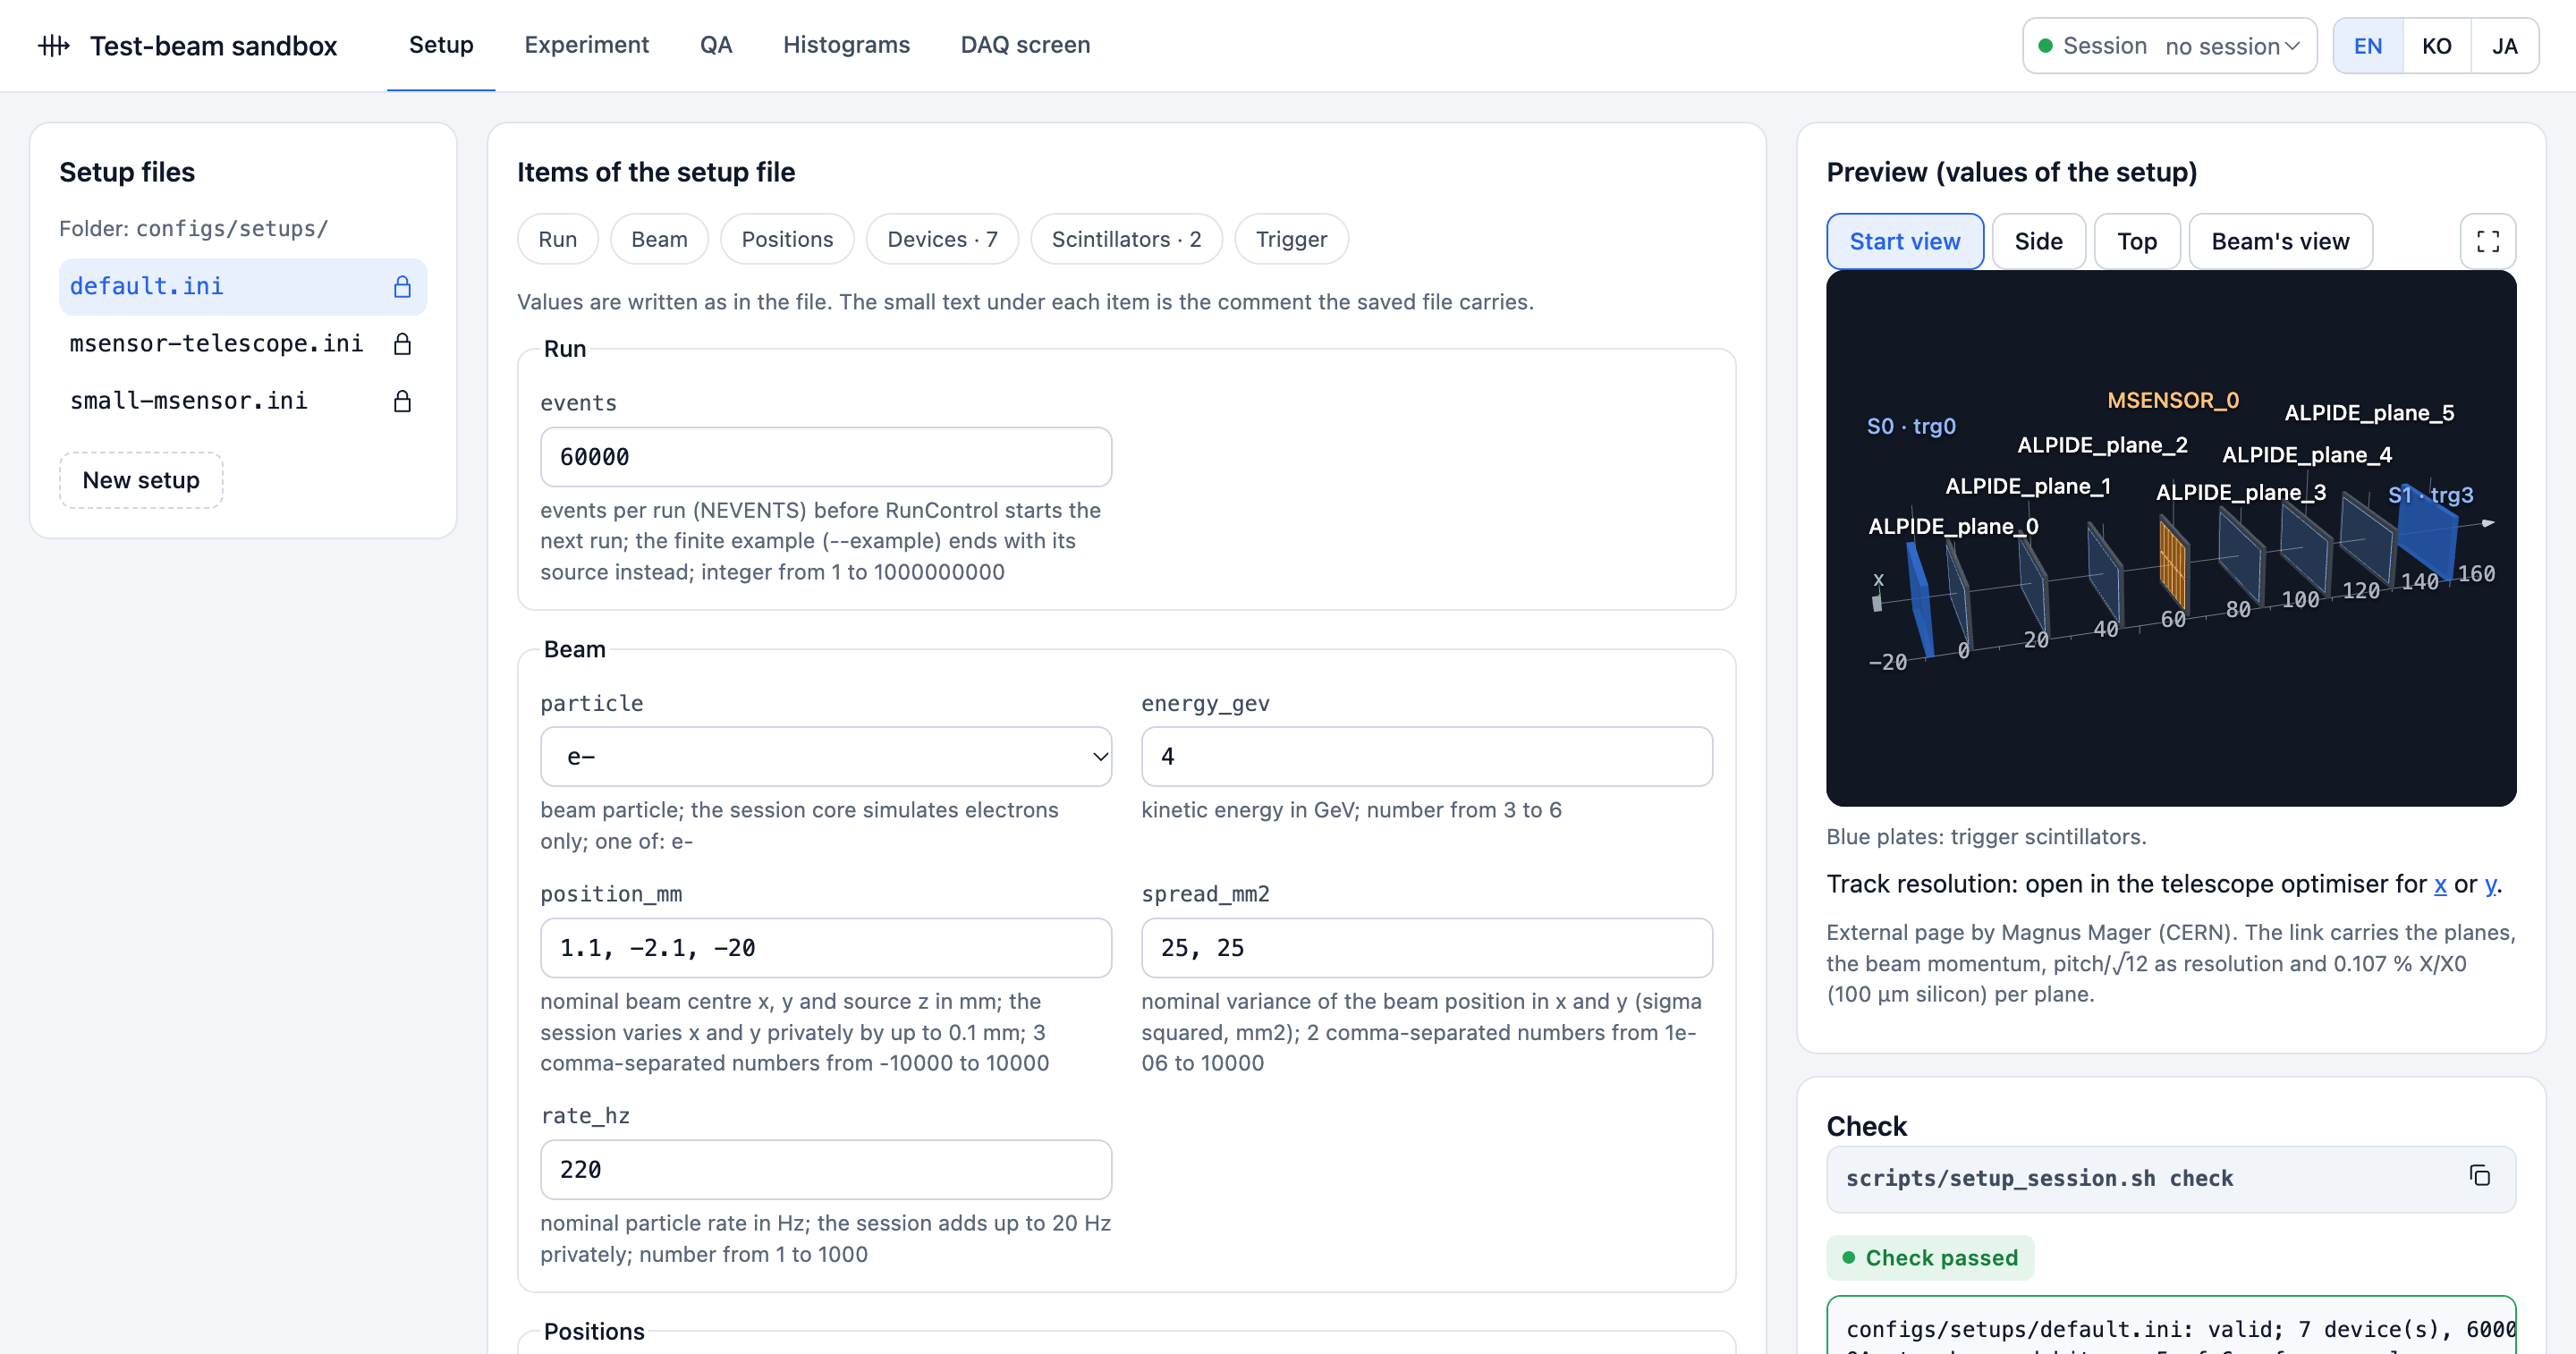 Test-beam sandbox
Setup
Experiment
QA
Histograms
DAQ screen
Session no session
EN
KO
JA
Setup files
Folder: configs/setups/
default.ini
msensor-telescope.ini
small-msensor.ini
New setup
Items of the setup file
Run
Beam
Positions
Devices · 7
Scintillators · 2
Trigger
Values are written as in the file. The small text under each item is the comment the saved file carries.
Run
events
60000
events per run (NEVENTS) before RunControl starts the
next run; the finite example (--example) ends with its
source instead; integer from 1 to 1000000000
Beam
particle
e-
beam particle; the session core simulates electrons
only; one of: e-
energy_gev
4
kinetic energy in GeV; number from 3 to 6
position_mm
1.1, -2.1, -20
nominal beam centre x, y and source z in mm; the
session varies x and y privately by up to 0.1 mm; 3
comma-separated numbers from -10000 to 10000
spread_mm2
25, 25
nominal variance of the beam position in x and y (sigma
squared, mm2); 2 comma-separated numbers from 1e-
06 to 10000
rate_hz
220
nominal particle rate in Hz; the session adds up to 20 Hz
privately; number from 1 to 1000
Positions
Preview (values of the setup)
Start view
Side
Top
Beam's view
MSENSOR_0
ALPIDE_plane_5
S0 · trg0
ALPIDE_plane_2
ALPIDE_plane_4
ALPIDE_plane_1
ALPIDE_plane_3
S1 · trg3
ALPIDE_plane_0
x
-20
0
20
40
60
80
100
120
140
160
Blue plates: trigger scintillators.
Track resolution: open in the telescope optimiser for x or y.
External page by Magnus Mager (CERN). The link carries the planes,
the beam momentum, pitch/√12 as resolution and 0.107 % X/X0
(100 µm silicon) per plane.
Check
scripts/setup_session.sh check
Check passed
configs/setups/default.ini: valid; 7 device(s), 6000